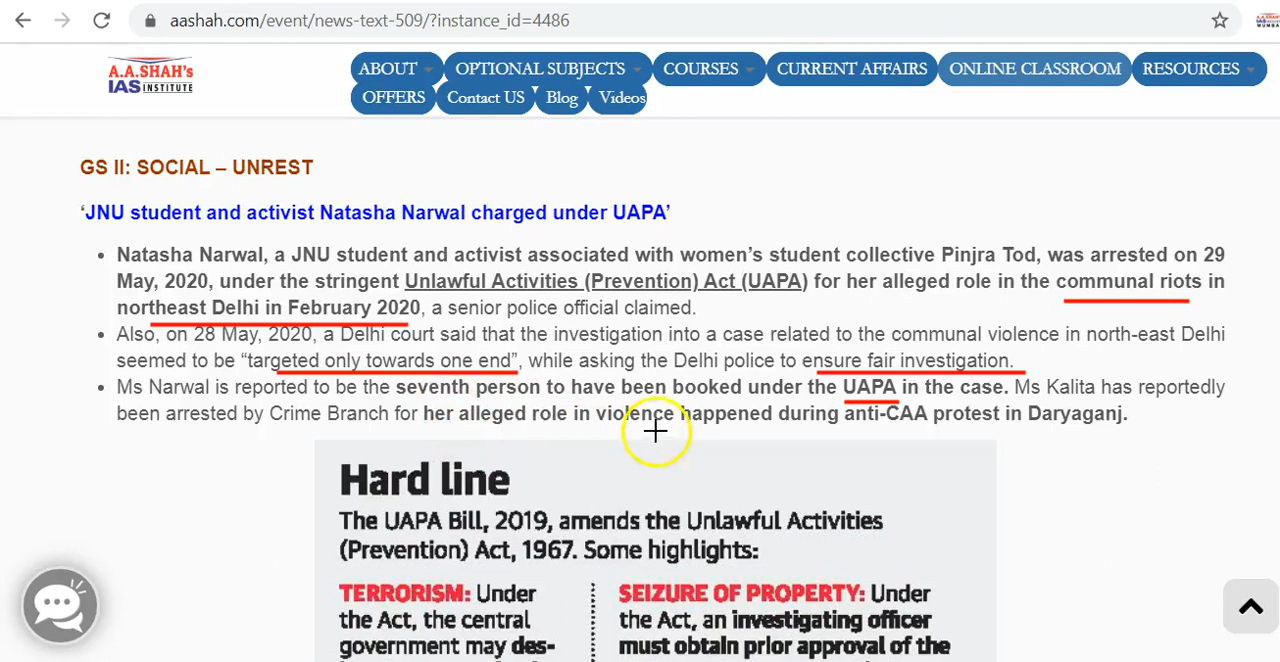 aashah.com/event/news-text-509/?instance_id=4486
A.A.SHAH's
IAS INSTITUTE
ABOUT OPTIONAL SUBJECTS COURSES CURRENT AFFAIRS ONLINE CLASSROOM RESOURCES
OFFERS Contact US Blog Videos
GS II: SOCIAL – UNREST
‘JNU student and activist Natasha Narwal charged under UAPA’
• Natasha Narwal, a JNU student and activist associated with women’s student collective Pinjra Tod, was arrested on 29
May, 2020, under the stringent Unlawful Activities (Prevention) Act (UAPA) for her alleged role in the communal riots in
northeast Delhi in February 2020, a senior police official claimed.
• Also, on 28 May, 2020, a Delhi court said that the investigation into a case related to the communal violence in north-east Delhi
seemed to be “targeted only towards one end”, while asking the Delhi police to ensure fair investigation.
• Ms Narwal is reported to be the seventh person to have been booked under the UAPA in the case. Ms Kalita has reportedly
been arrested by Crime Branch for her alleged role in violence happened during anti-CAA protest in Daryaganj.
Hard line
The UAPA Bill, 2019, amends the Unlawful Activities
(Prevention) Act, 1967. Some highlights:
TERRORISM: Under
the Act, the central
government may des-
SEIZURE OF PROPERTY: Under
the Act, an investigating officer
must obtain prior approval of the